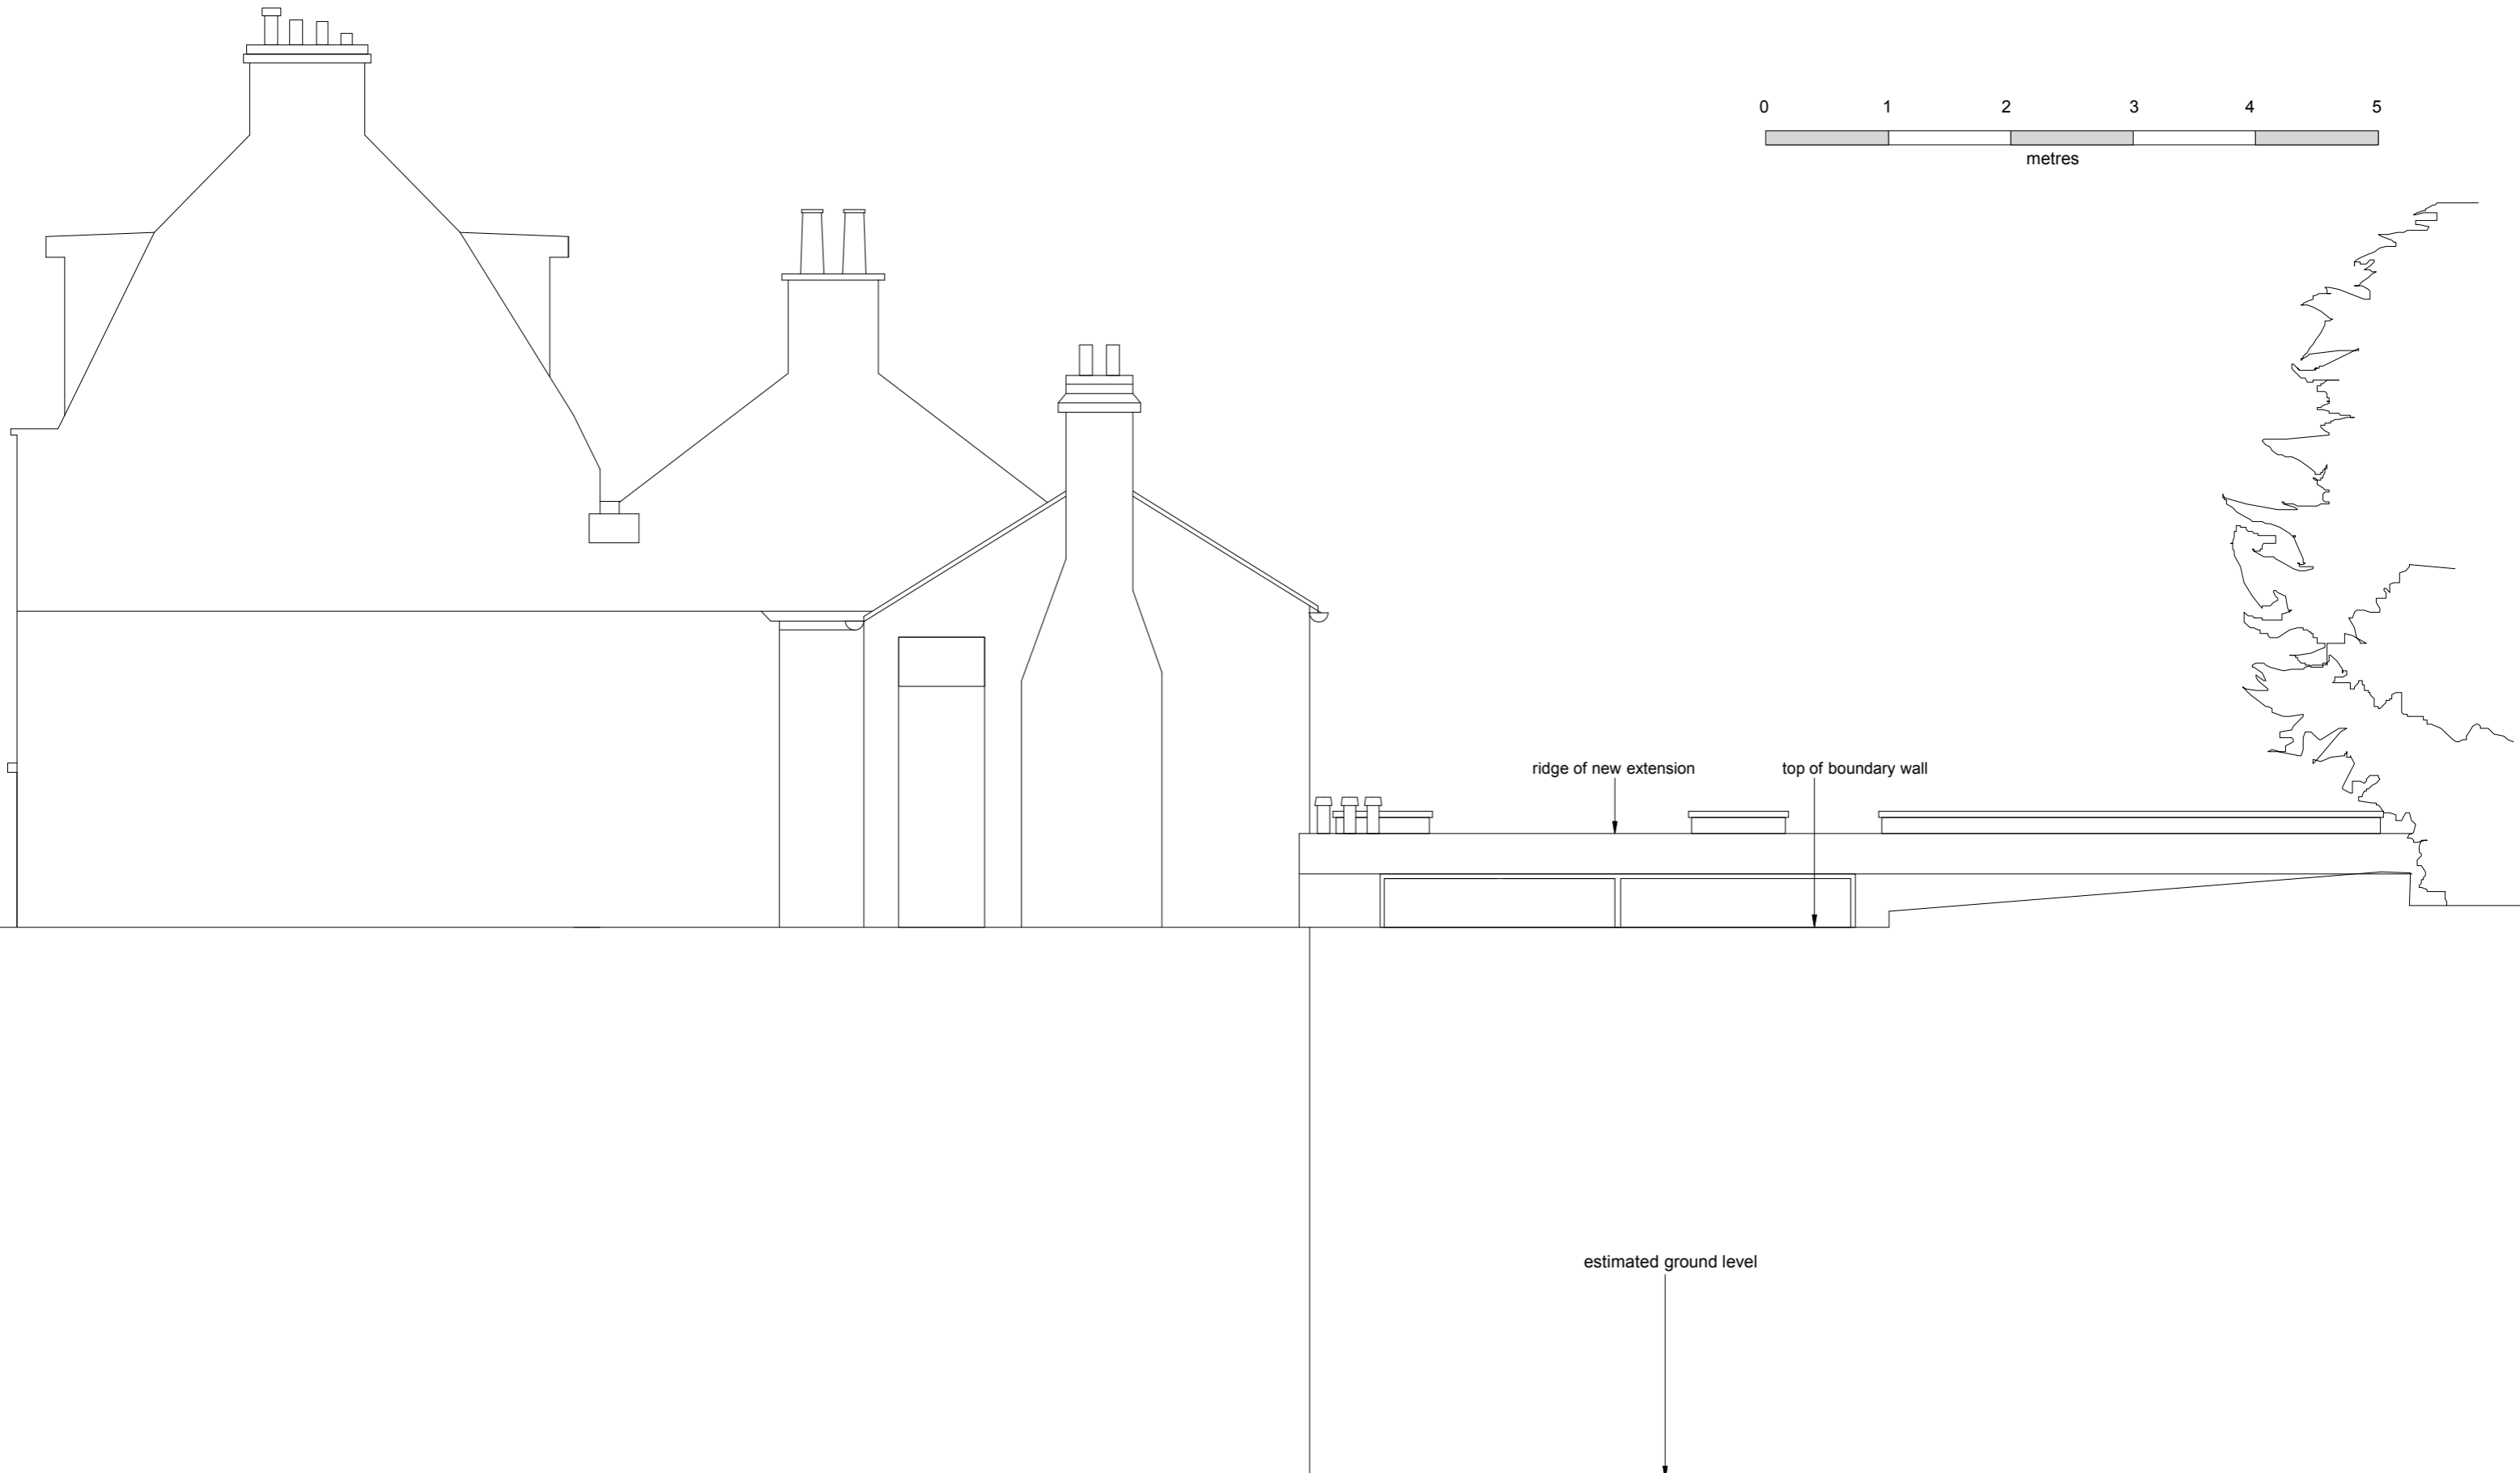 0 1 2 3 4 5
metres
ridge of new extension
top of boundary wall
estimated ground level